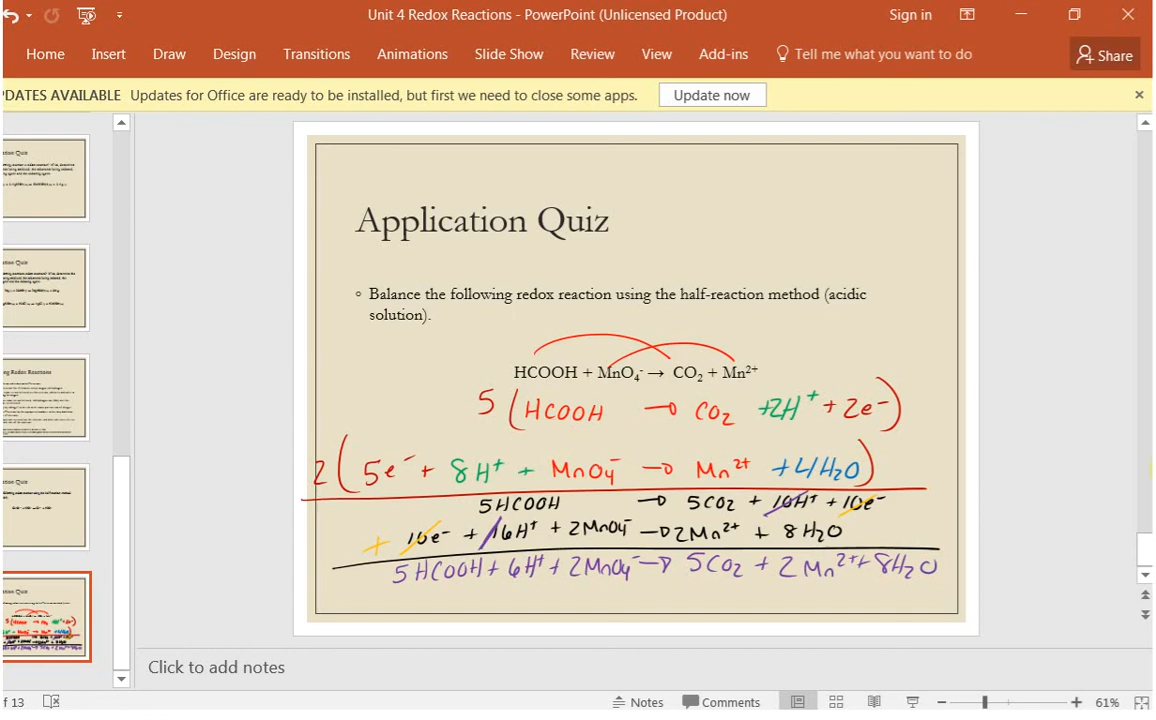 Unit 4 Redox Reactions - PowerPoint (Unlicensed Product)
Sign in
Home Insert Draw Design Transitions Animations Slide Show Review View Add-ins Tell me what you want to do Share
PDATES AVAILABLE Updates for Office are ready to be installed, but first we need to close some apps. Update now
Application Quiz
Balance the following redox reaction using the half-reaction method (acidic
solution).
HCOOH + MnO₄⁻ → CO₂ + Mn²⁺
5 (HCOOH → CO₂ +2H⁺ + 2e⁻)
2 (5e⁻ + 8H⁺ + MnO₄⁻ → Mn²⁺ + 4H₂O)
5HCOOH → 5CO₂ + 10H⁺ + 10e⁻
+ 10e⁻ + 16H⁺ + 2MnO₄⁻ → 2Mn²⁺ + 8H₂O
5HCOOH + 6H⁺ + 2MnO₄⁻ → 5CO₂ + 2Mn²⁺ + 8H₂O
Click to add notes
f 13
Notes Comments 61%